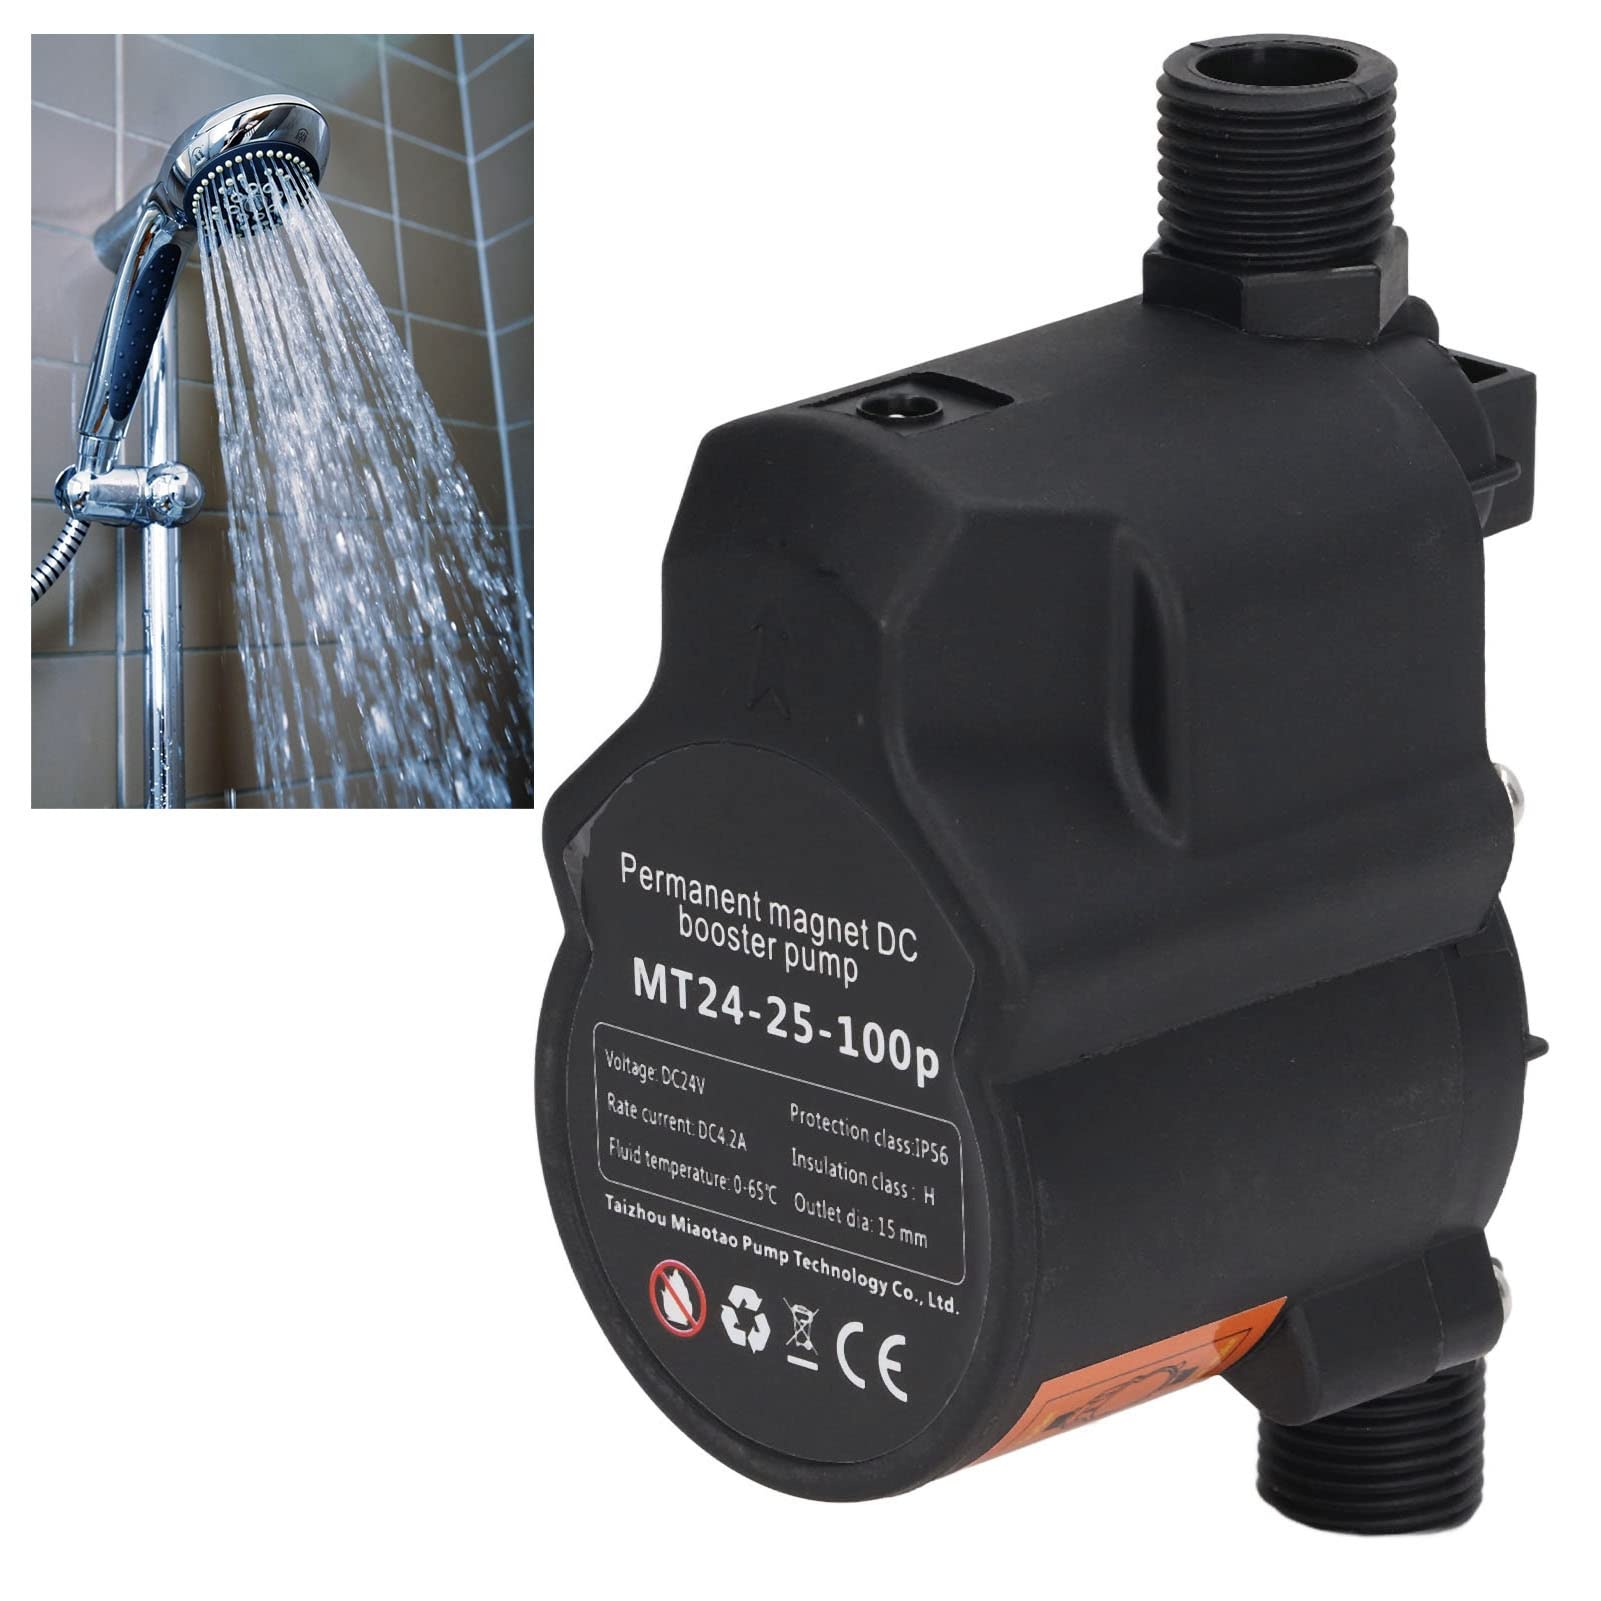 Permanent magnet DC
booster pump
MT24-25-100p
Voltage: DC24V
Rate current: DC4.2A
Fluid temperature: 0-65℃
Protection class:IP56
Insulation class: H
Outlet dia: 15 mm
Taizhou Miaotao Pump Technology Co., Ltd.
CE